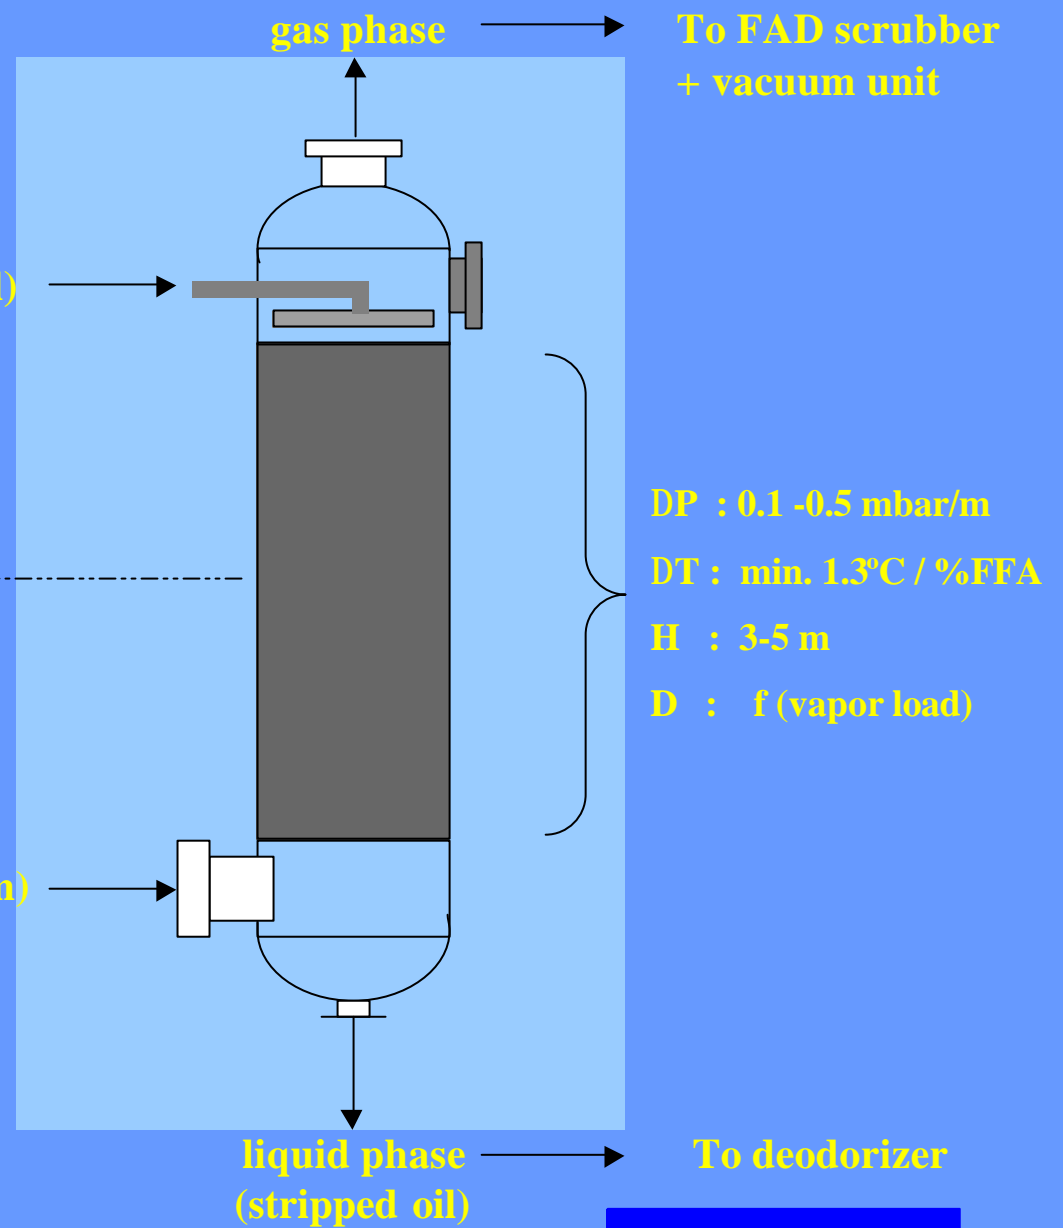 gas phase
To FAD scrubber
+ vacuum unit
l)
DP : 0.1 -0.5 mbar/m
DT : min. 1.3ºC / %FFA
H : 3-5 m
D : f (vapor load)
m)
liquid phase
To deodorizer
(stripped oil)